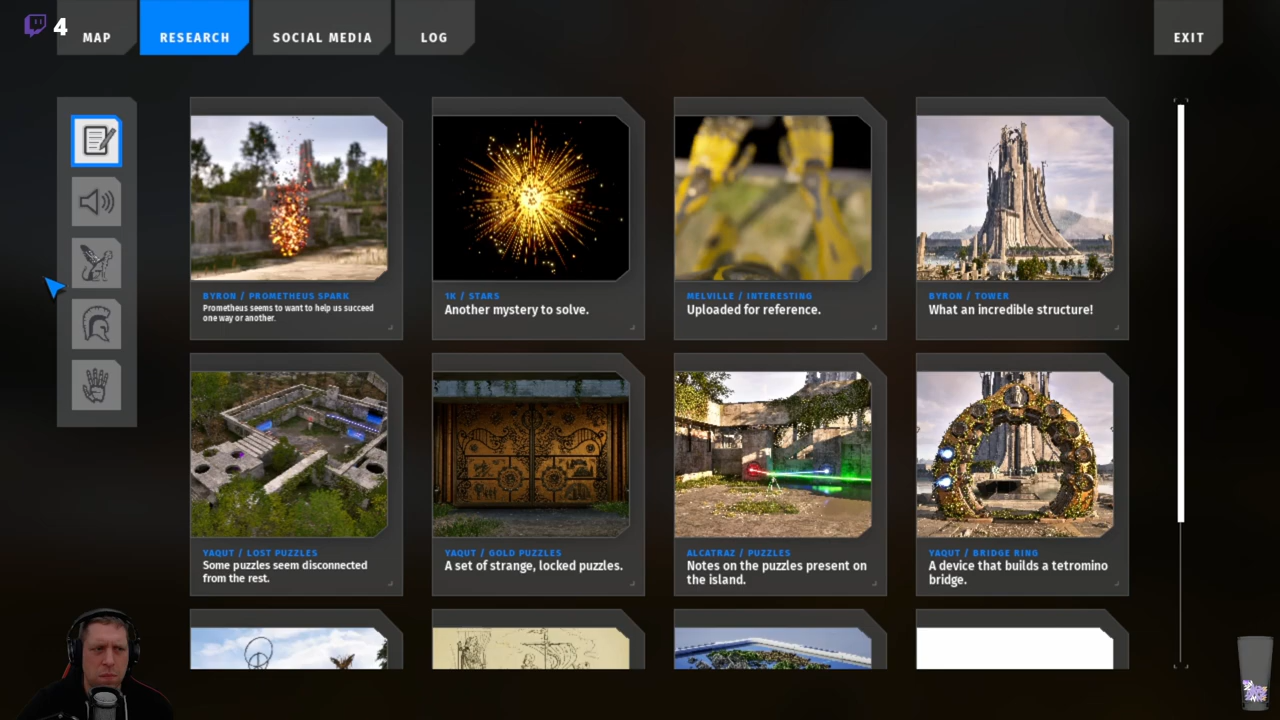 4
MAP
RESEARCH
SOCIAL MEDIA
LOG
EXIT
BYRON / PROMETHEUS SPARK
Prometheus seems to want to help us succeed
one way or another.
1K / STARS
Another mystery to solve.
MELVILLE / INTERESTING
Uploaded for reference.
BYRON / TOWER
What an incredible structure!
YAQUT / LOST PUZZLES
Some puzzles seem disconnected
from the rest.
YAQUT / GOLD PUZZLES
A set of strange, locked puzzles.
ALCATRAZ / PUZZLES
Notes on the puzzles present on
the island.
YAQUT / BRIDGE RING
A device that builds a tetromino
bridge.